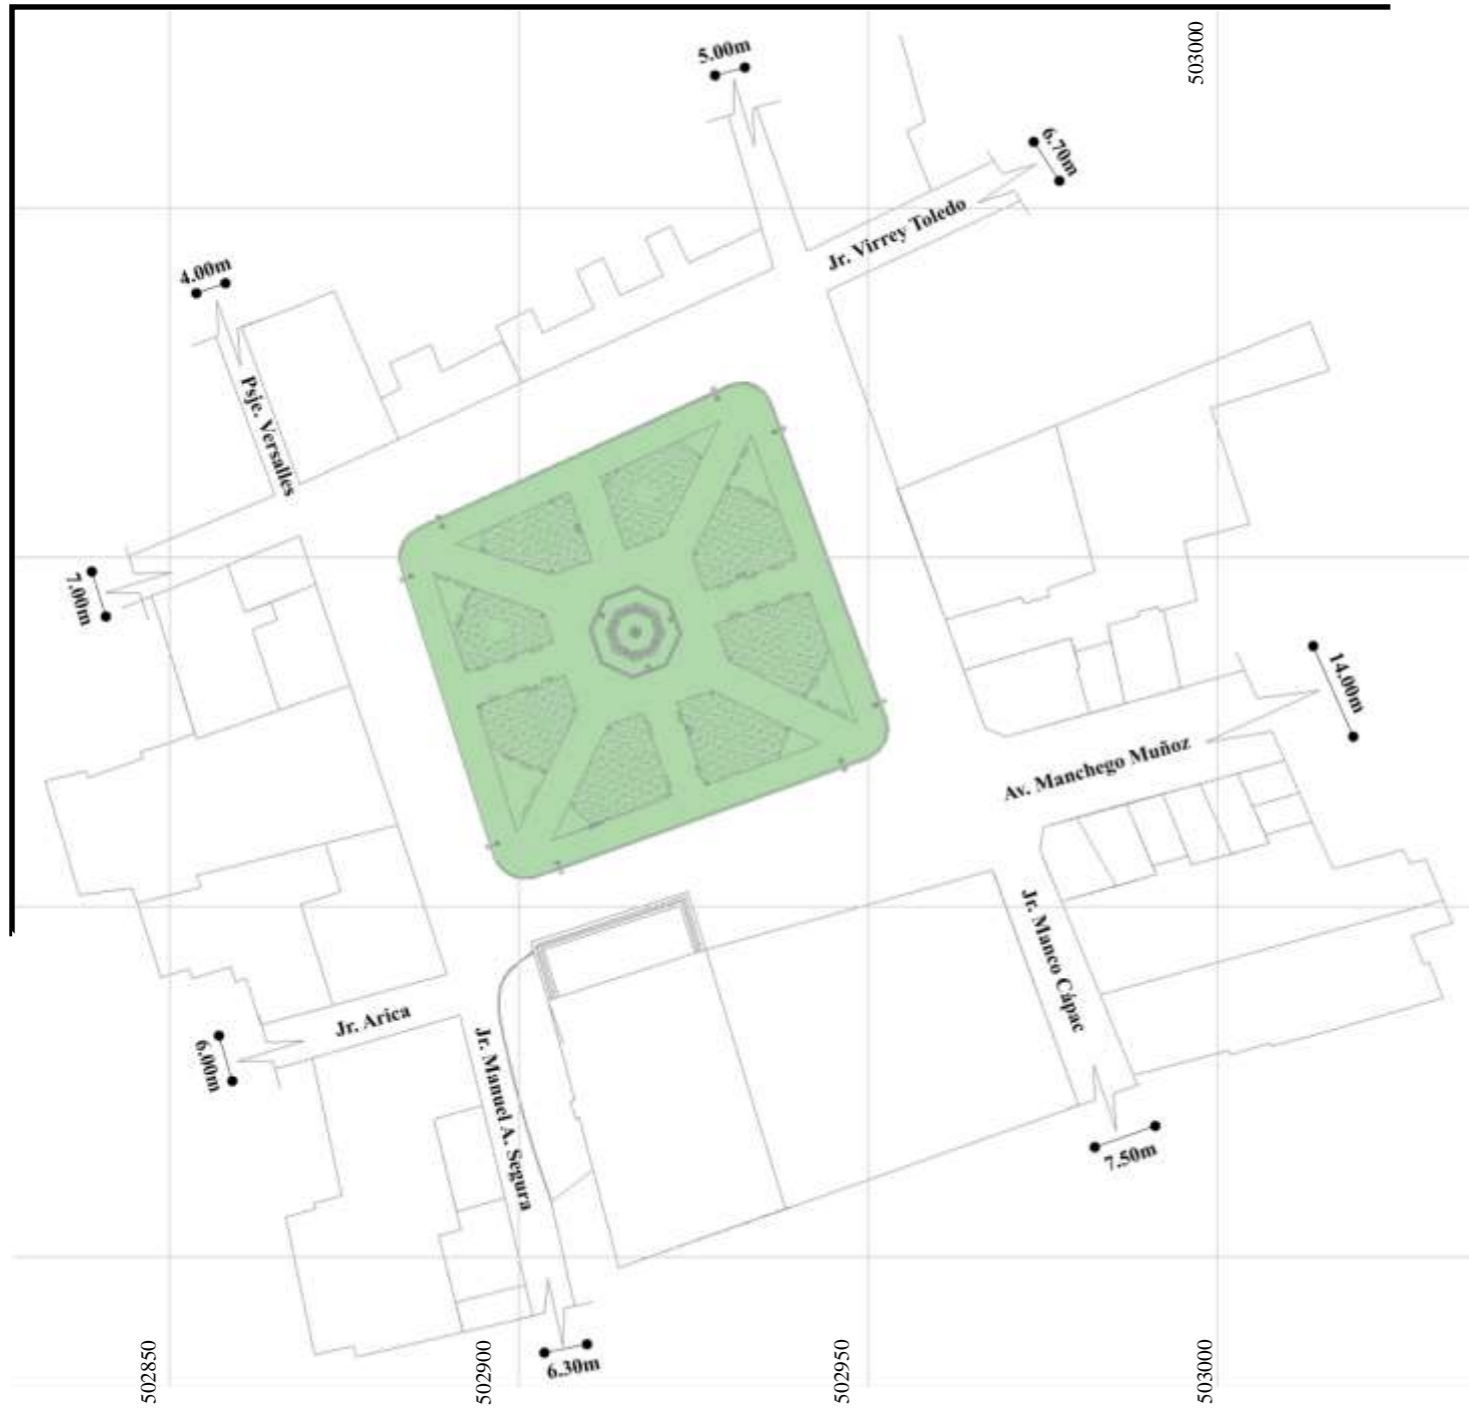 503000
5.00m
6.70m
Jr. Virrey Toledo
4.00m
Psje. Versalles
7.00m
14.00m
Av. Manchego Muñoz
Jr. Manco Cápac
Jr. Arica
6.00m
Jr. Manuel A. Segura
7.50m
6.30m
502850
502900
502950
503000